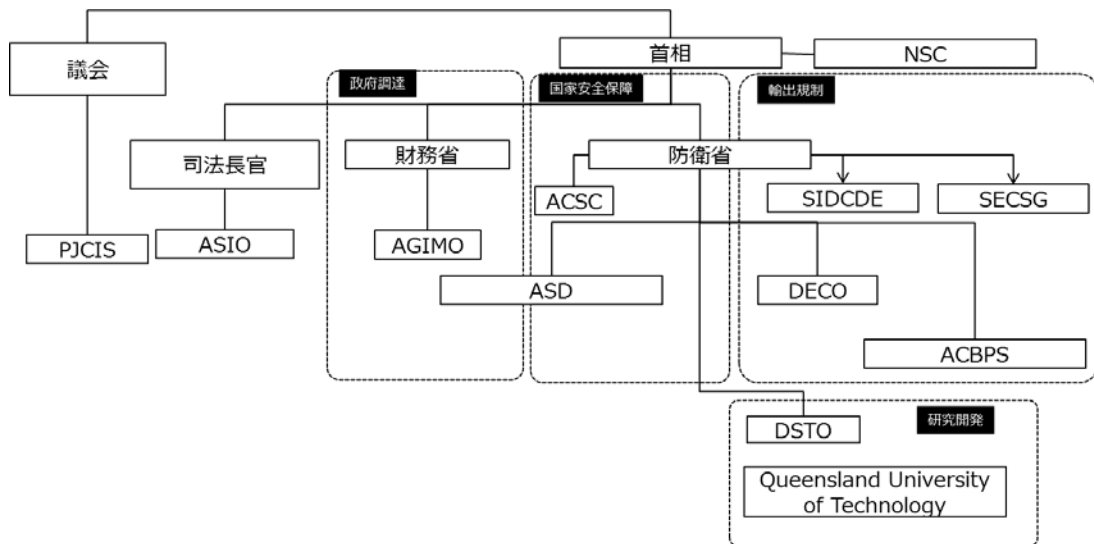 首相
NSC
議会
政府調達
国家安全保障
輸出規制
司法長官
財務省
防衛省
ACSC
SIDCDE
SECSG
PJCIS
ASIO
AGIMO
ASD
DECO
ACBPS
研究開発
DSTO
Queensland University
of Technology